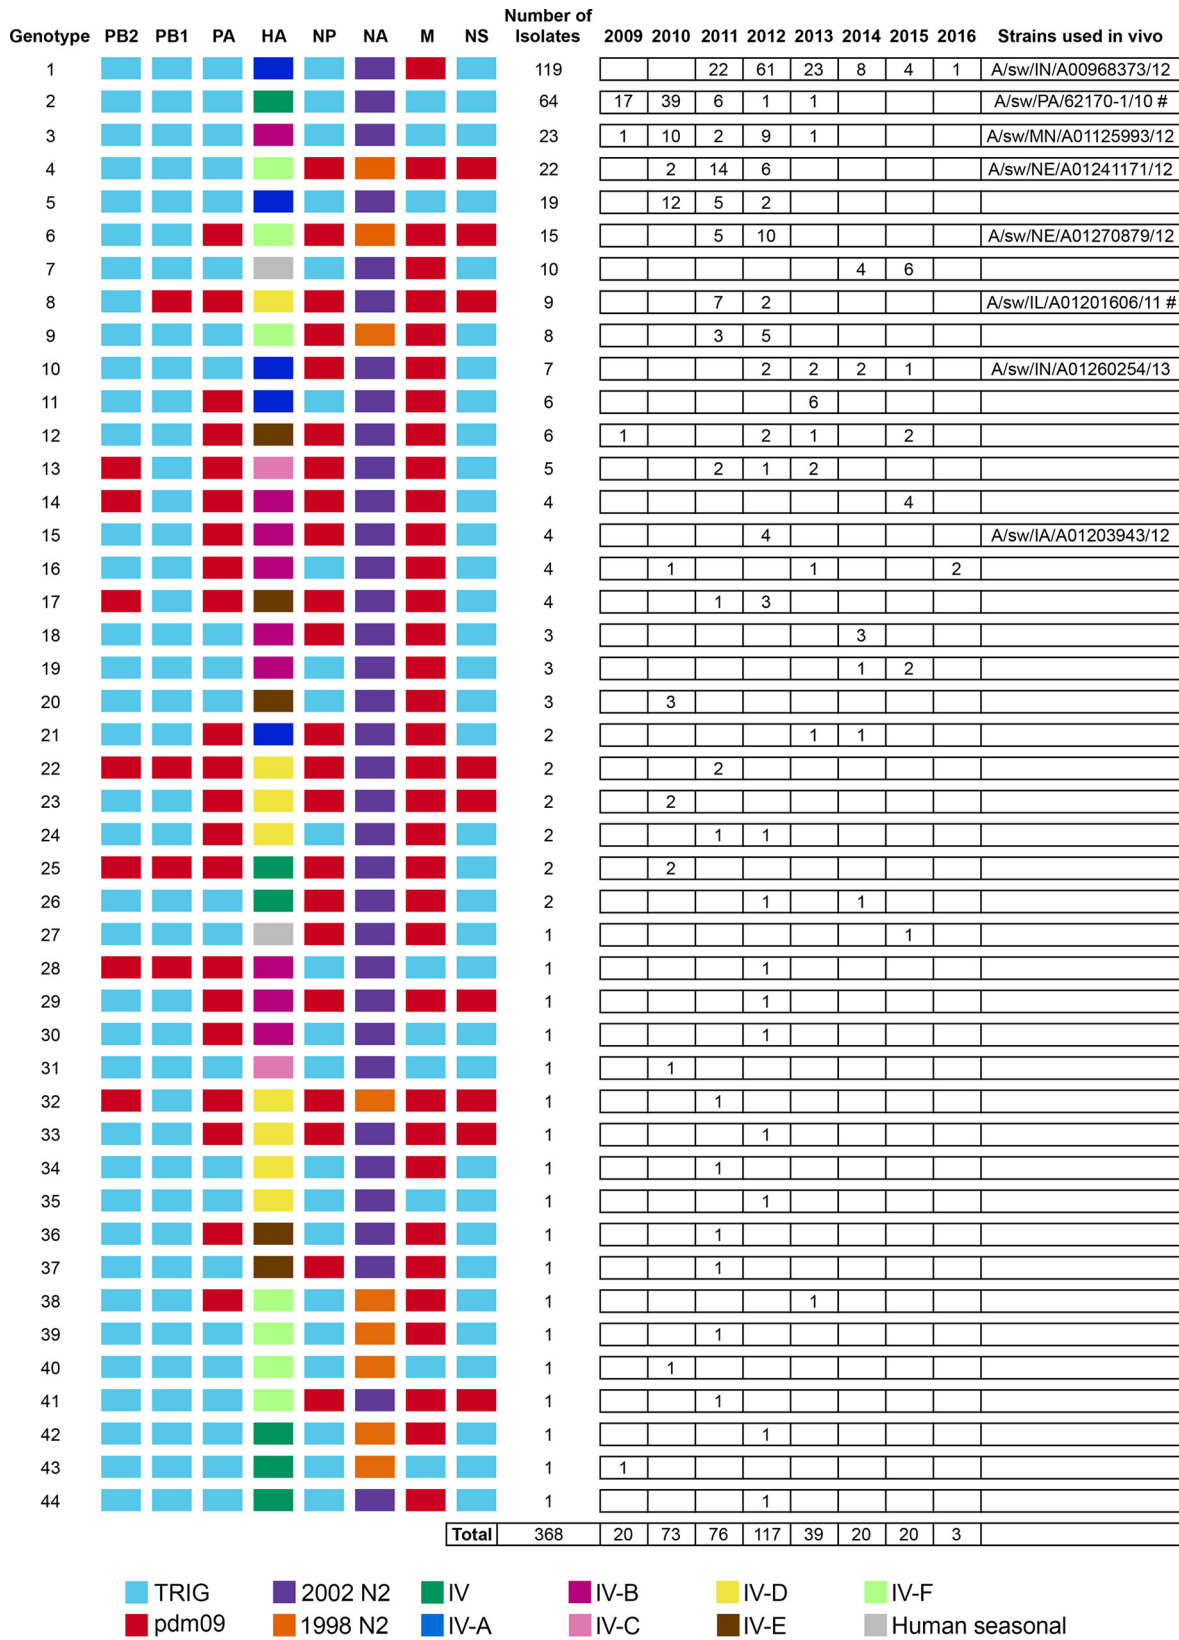 Number of
Genotype PB2 PB1 PA HA NP NA M NS Isolates 2009 2010 2011 2012 2013 2014 2015 2016 Strains used in vivo
1 119 22 61 23 8 4 1 A/sw/IN/A00968373/12
2 64 17 39 6 1 1 A/sw/PA/62170-1/10 #
3 23 1 10 2 9 1 A/sw/MN/A01125993/12
4 22 2 14 6 A/sw/NE/A01241171/12
5 19 12 5 2
6 15 5 10 A/sw/NE/A01270879/12
7 10 4 6
8 9 7 2 A/sw/IL/A01201606/11 #
9 8 3 5
10 7 2 2 2 1 A/sw/IN/A01260254/13
11 6 6
12 6 1 2 1 2
13 5 2 1 2
14 4 4
15 4 4 A/sw/IA/A01203943/12
16 4 1 1 2
17 4 1 3
18 3 3
19 3 1 2
20 3 3
21 2 1 1
22 2 2
23 2 2
24 2 1 1
25 2 2
26 2 1 1
27 1 1
28 1 1
29 1 1
30 1 1
31 1 1
32 1 1
33 1 1
34 1 1
35 1 1
36 1 1
37 1 1
38 1 1
39 1 1
40 1 1
41 1 1
42 1 1
43 1 1
44 1 1
Total 368 20 73 76 117 39 20 20 3
TRIG 2002 N2 IV IV-B IV-D IV-F
pdm09 1998 N2 IV-A IV-C IV-E Human seasonal